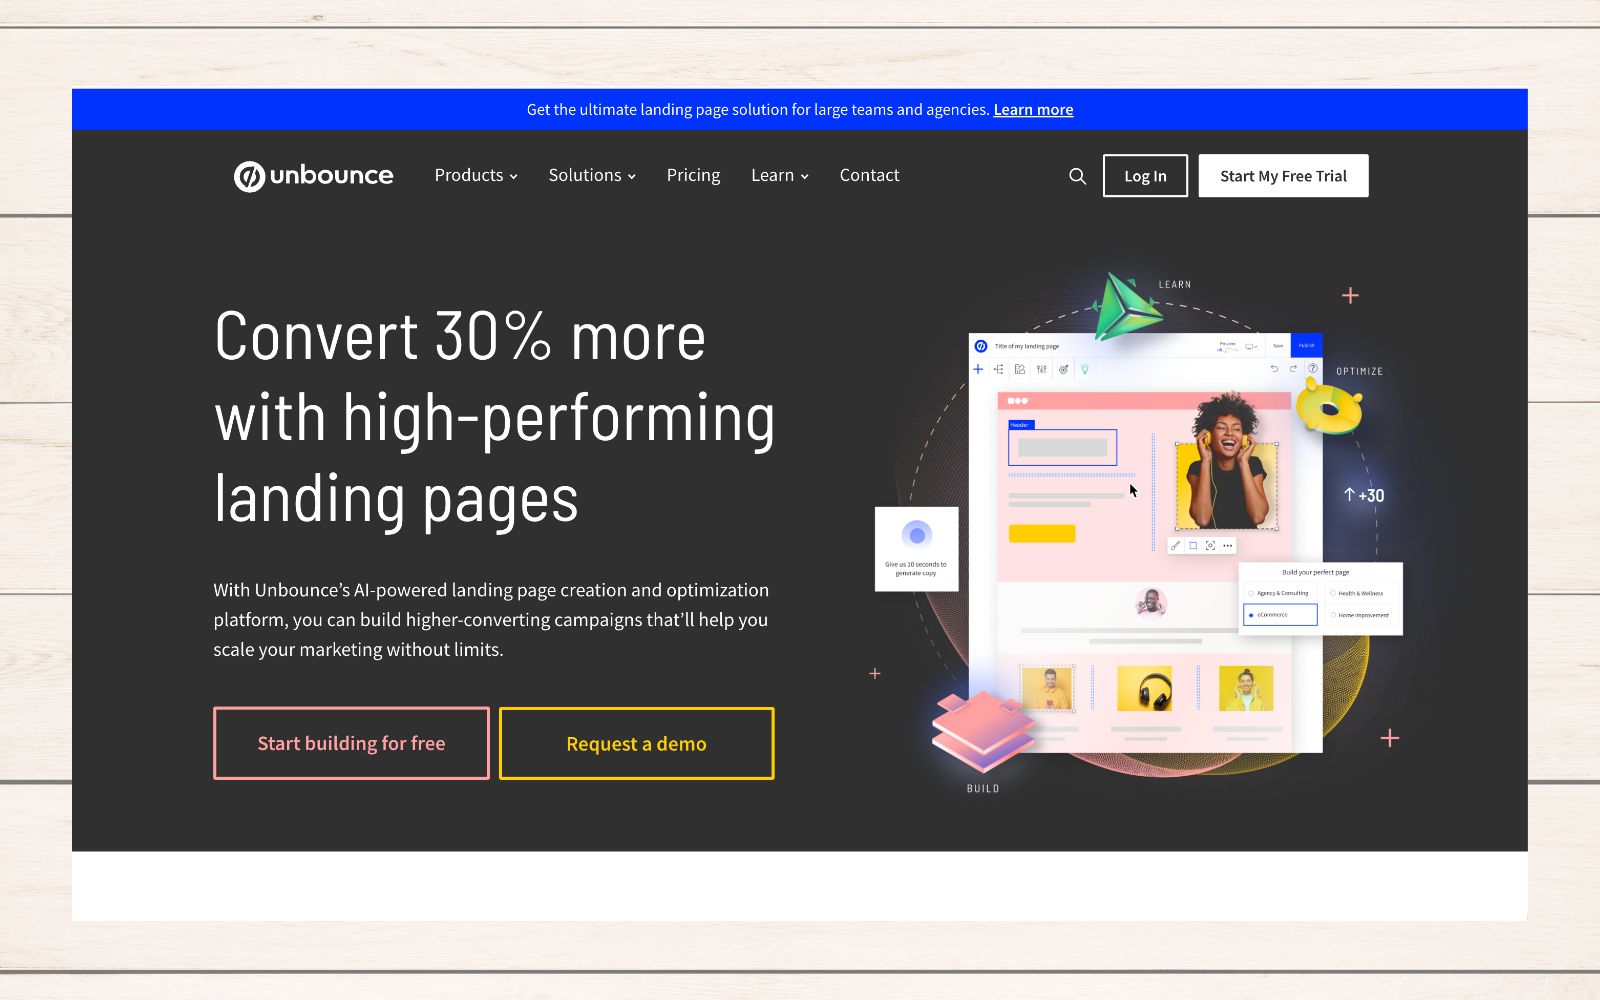 Get the ultimate landing page solution for large teams and agencies. Learn more
unbounce Products Solutions Pricing Learn Contact Log In Start My Free Trial
Convert 30% more
with high-performing
landing pages
With Unbounce’s AI-powered landing page creation and optimization
platform, you can build higher-converting campaigns that’ll help you
scale your marketing without limits.
Start building for free
Request a demo
LEARN
Title of my landing page
Preview
Save
Publish
OPTIMIZE
Header
+30
Give us 10 seconds to
generate copy
Build your perfect page
Agency & Consulting
Health & Wellness
eCommerce
Home Improvement
BUILD